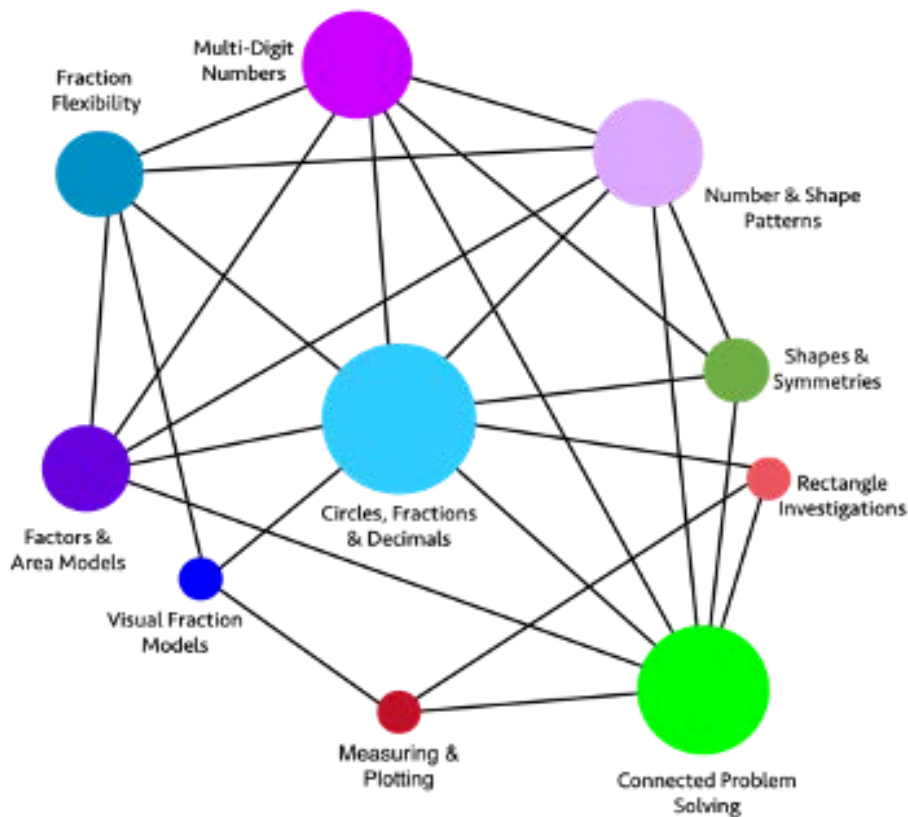 Multi-Digit
Numbers
Fraction
Flexibility
Number & Shape
Patterns
Shapes &
Symmetries
Rectangle
Investigations
Circles, Fractions
& Decimals
Factors &
Area Models
Visual Fraction
Models
Measuring &
Plotting
Connected Problem
Solving